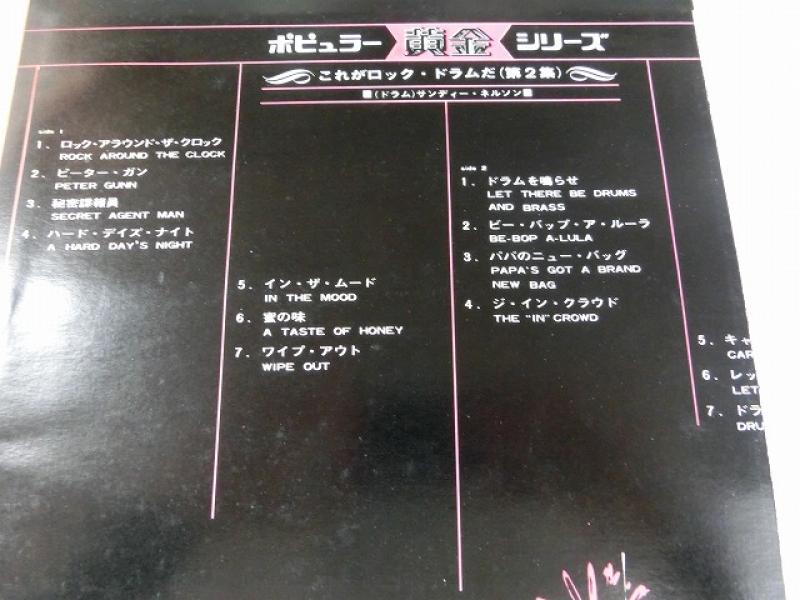 ポピュラー 黄金 シリーズ
これがロック・ドラムだ(第2集)
■(ドラム)サンディー・ネルソン■
side 1
1. ロック・アラウンド・ザ・クロック
ROCK AROUND THE CLOCK
2. ピーター・ガン
PETER GUNN
3. 秘密諜報員
SECRET AGENT MAN
4. ハード・デイズ・ナイト
A HARD DAY'S NIGHT
5. イン・ザ・ムード
IN THE MOOD
6. 蜜の味
A TASTE OF HONEY
7. ワイプ・アウト
WIPE OUT
side 2
1. ドラムを鳴らせ
LET THERE BE DRUMS
AND BRASS
2. ビー・バップ・ア・ルーラ
BE-BOP A-LULA
3. パパのニュー・バッグ
PAPA'S GOT A BRAND
NEW BAG
4. ジ・イン・クラウド
THE "IN" CROWD
5. キャ
CAR
6. レッ
LET
7. ドラ
DRU